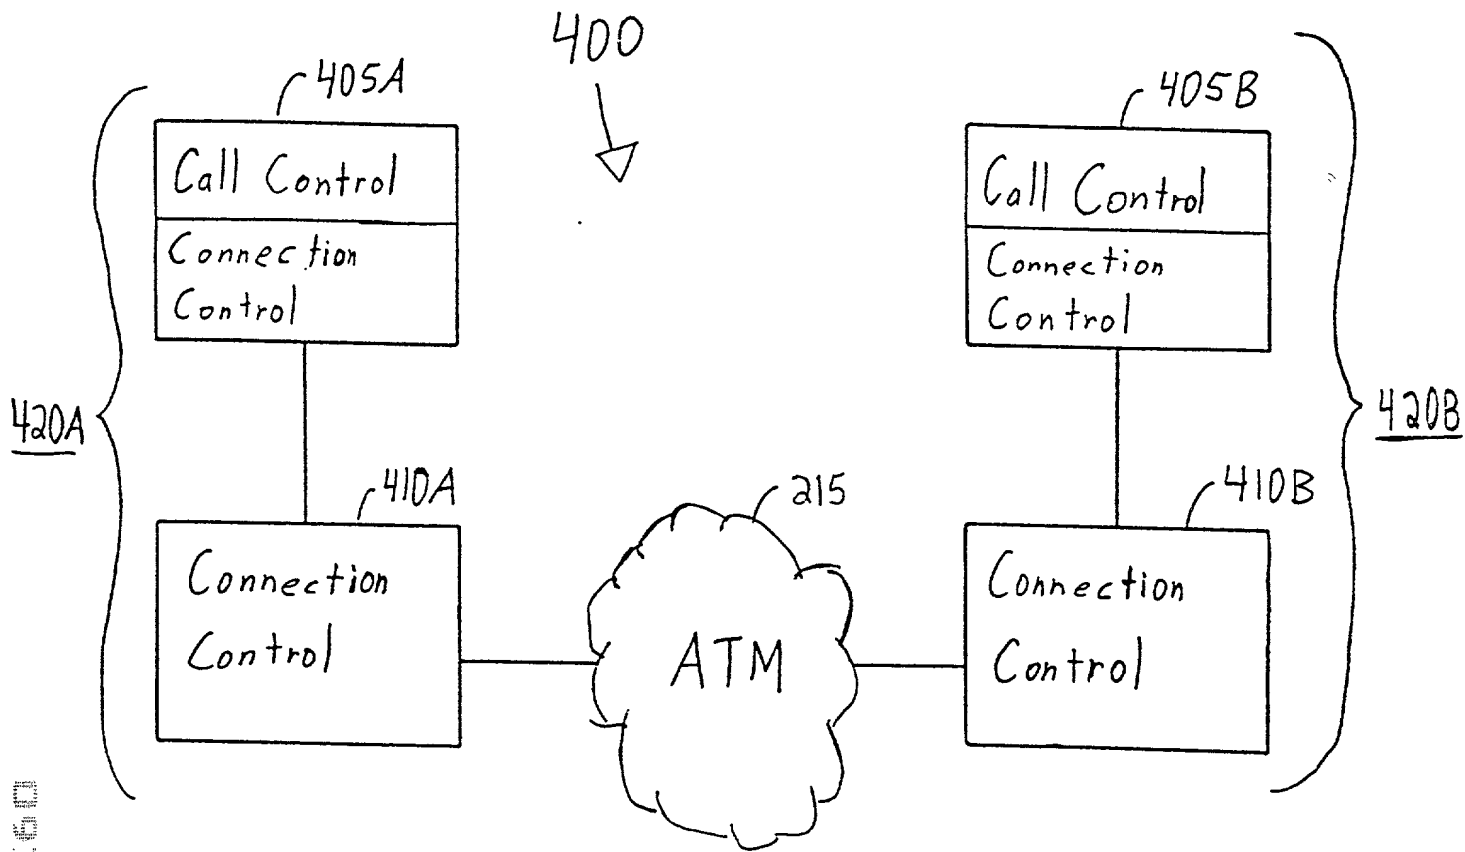 400
405A
405B
Call Control
Connection
Control
Call Control
Connection
Control
420A
420B
410A
215
410B
Connection
Control
ATM
Connection
Control